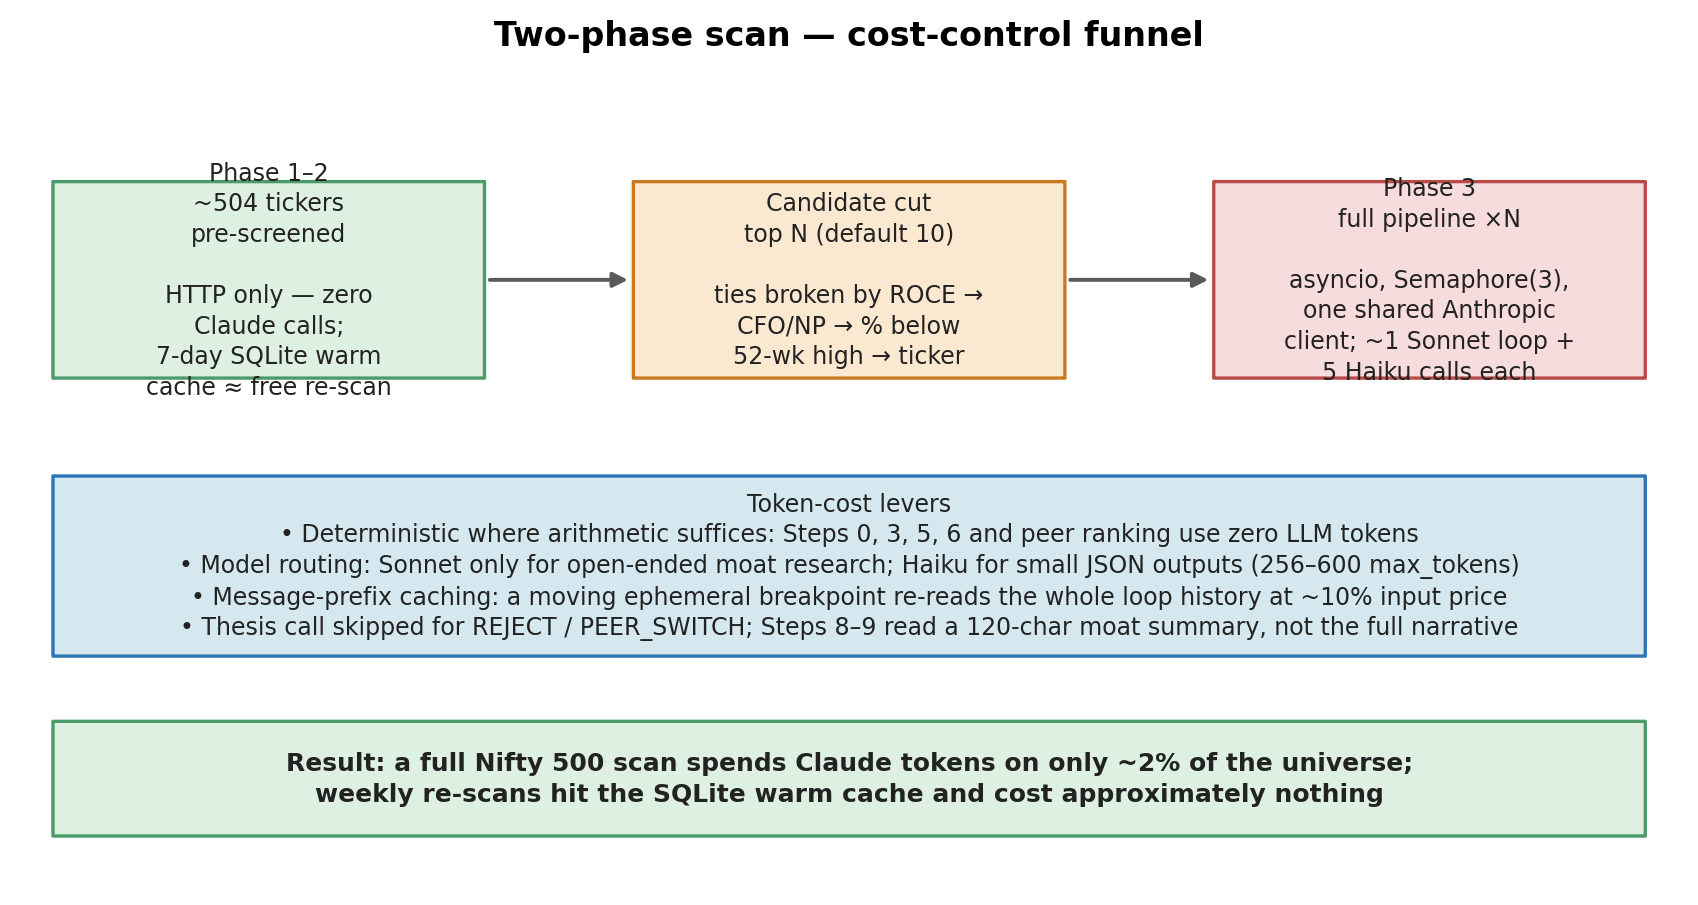 Two-phase scan — cost-control funnel
Phase 1–2
~504 tickers
pre-screened
HTTP only — zero
Claude calls;
7-day SQLite warm
cache ≈ free re-scan
Candidate cut
top N (default 10)
ties broken by ROCE →
CFO/NP → % below
52-wk high → ticker
Phase 3
full pipeline ×N
asyncio, Semaphore(3),
one shared Anthropic
client; ~1 Sonnet loop +
5 Haiku calls each
Token-cost levers
• Deterministic where arithmetic suffices: Steps 0, 3, 5, 6 and peer ranking use zero LLM tokens
• Model routing: Sonnet only for open-ended moat research; Haiku for small JSON outputs (256–600 max_tokens)
• Message-prefix caching: a moving ephemeral breakpoint re-reads the whole loop history at ~10% input price
• Thesis call skipped for REJECT / PEER_SWITCH; Steps 8–9 read a 120-char moat summary, not the full narrative
Result: a full Nifty 500 scan spends Claude tokens on only ~2% of the universe;
weekly re-scans hit the SQLite warm cache and cost approximately nothing